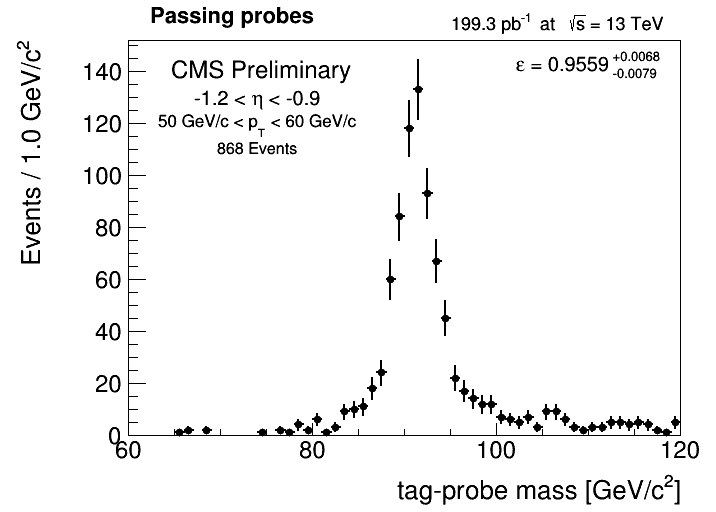 Passing probes
199.3 pb⁻¹ at √s = 13 TeV
CMS Preliminary
-1.2 < η < -0.9
50 GeV/c < p_T < 60 GeV/c
868 Events
ε = 0.9559 +0.0068 -0.0079
Events / 1.0 GeV/c²
140
120
100
80
60
40
20
0
60 80 100 120
tag-probe mass [GeV/c²]